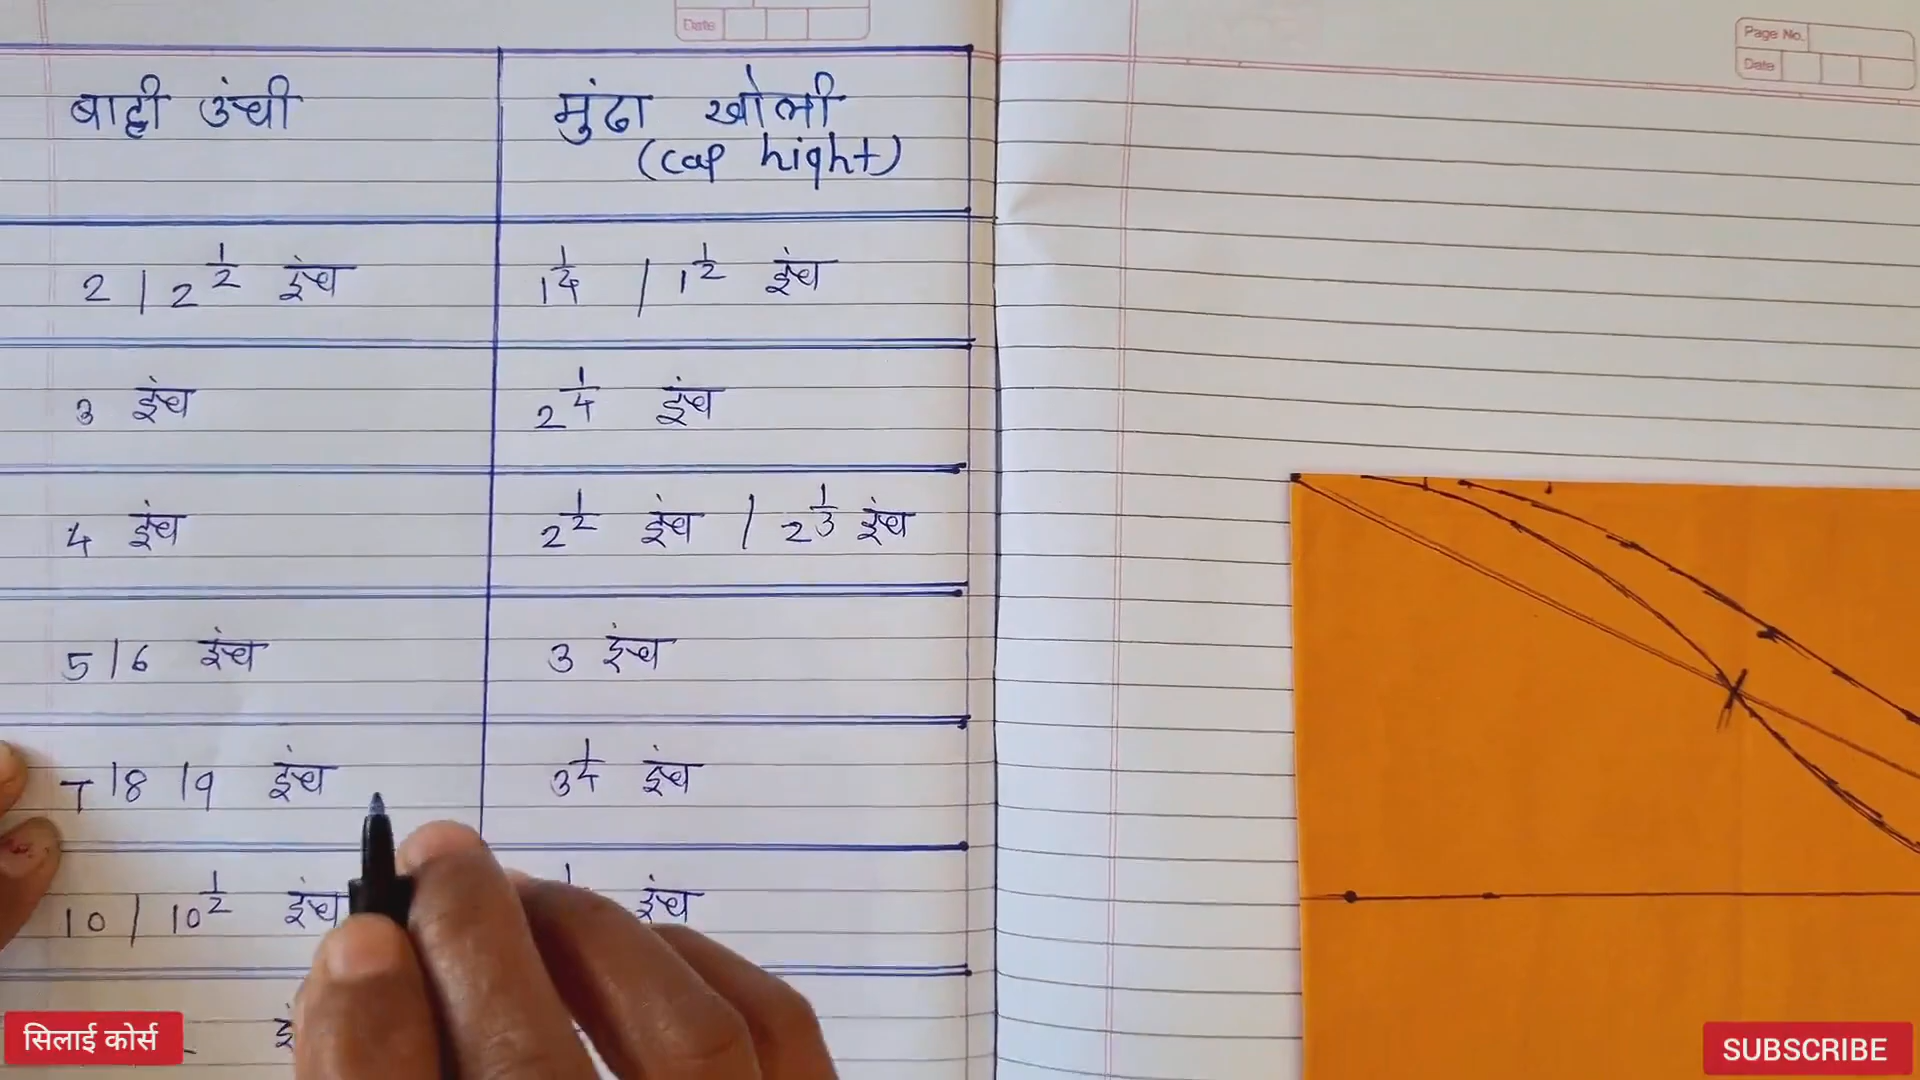 Date
Page No.
Date
बाही उंची
मुंढा खोली
(cap hight)
2 / 2 1/2 इंच
1 1/4 / 1 1/2 इंच
3 इंच
2 1/4 इंच
4 इंच
2 1/2 इंच / 2 1/3 इंच
5/6 इंच
3 इंच
7/8/9 इंच
3 1/4 इंच
10 / 10 1/2 इंच
इंच
सिलाई कोर्स
SUBSCRIBE